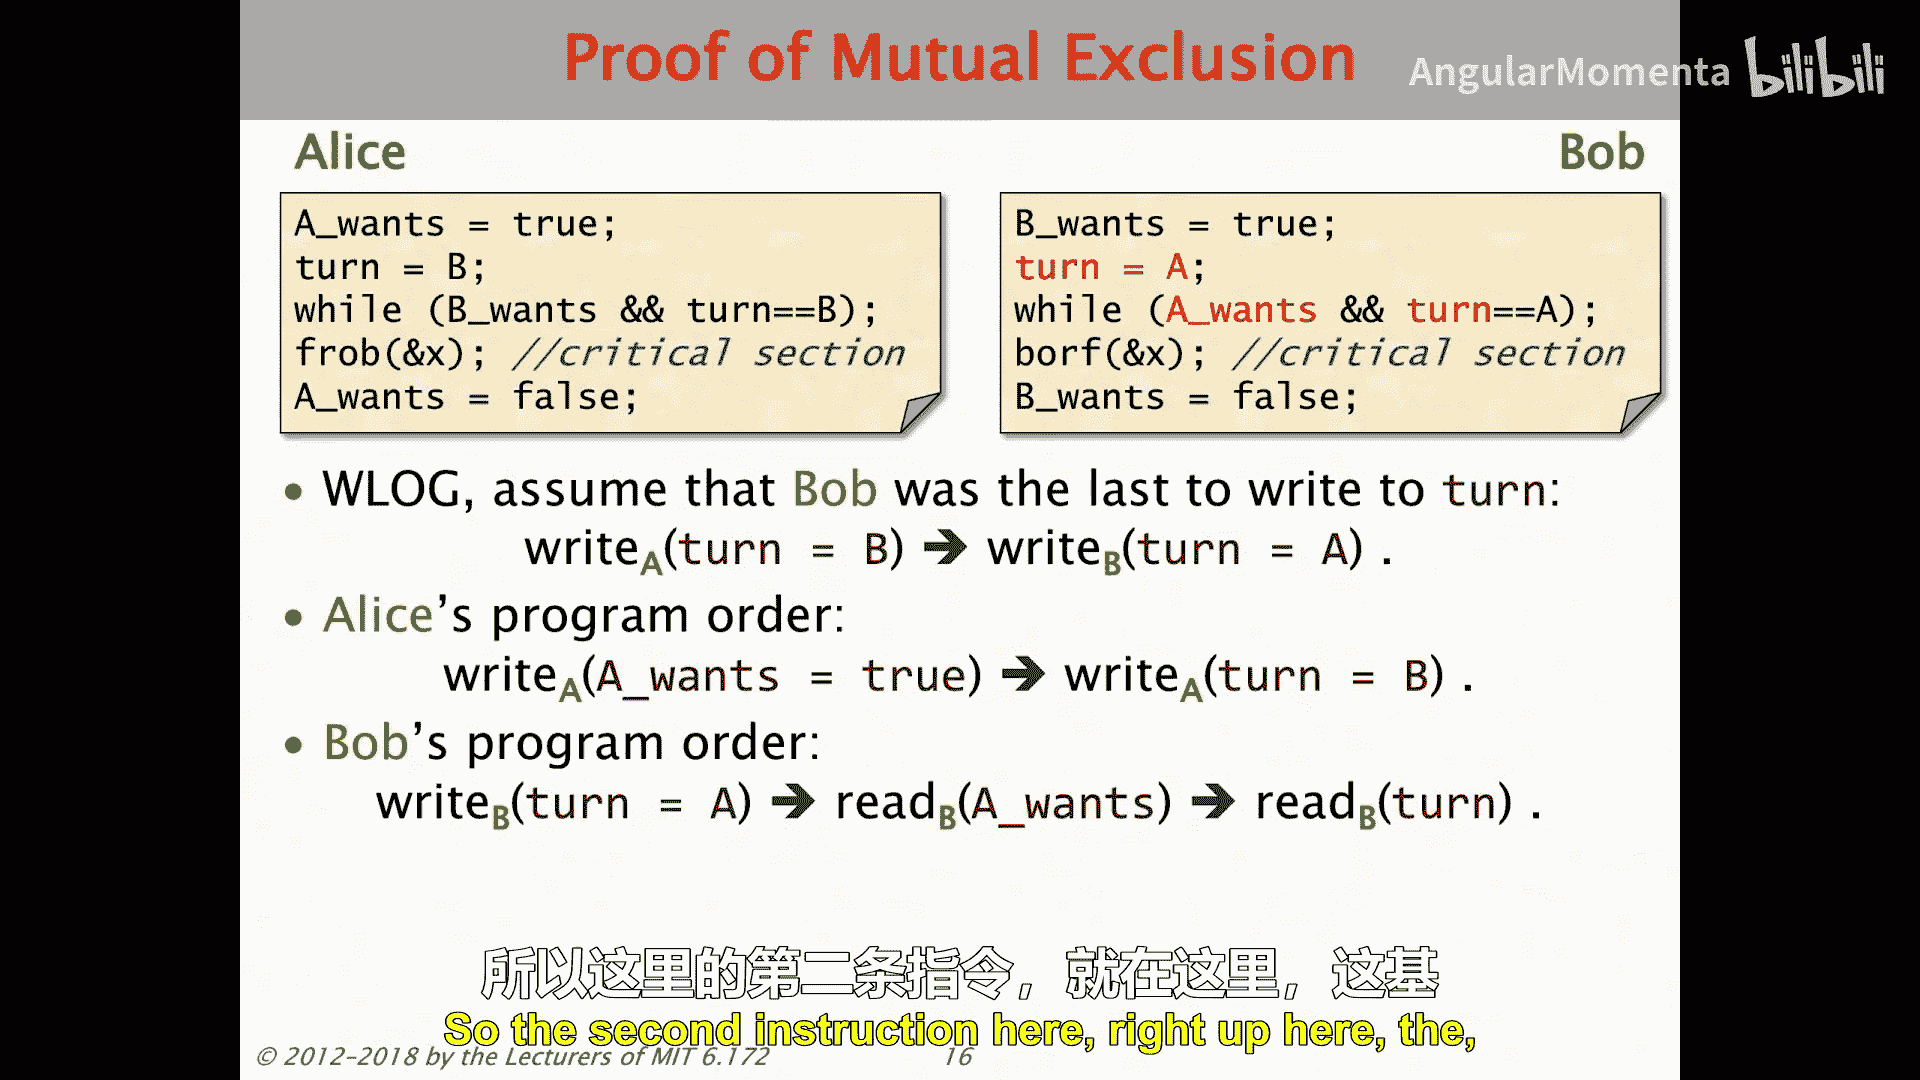 Proof of Mutual Exclusion
AngularMomenta bilibili
Alice
A_wants = true;
turn = B;
while (B_wants && turn==B);
frob(&x); //critical section
A_wants = false;
Bob
B_wants = true;
turn = A;
while (A_wants && turn==A);
borf(&x); //critical section
B_wants = false;
• WLOG, assume that Bob was the last to write to turn:
writeA(turn = B) ➔ writeB(turn = A) .
• Alice’s program order:
writeA(A_wants = true) ➔ writeA(turn = B) .
• Bob’s program order:
writeB(turn = A) ➔ readB(A_wants) ➔ readB(turn) .
所以这里的第二条指令，就在这里，这基
So the second instruction here, right up here, the,
© 2012–2018 by the Lecturers of MIT 6.172
16